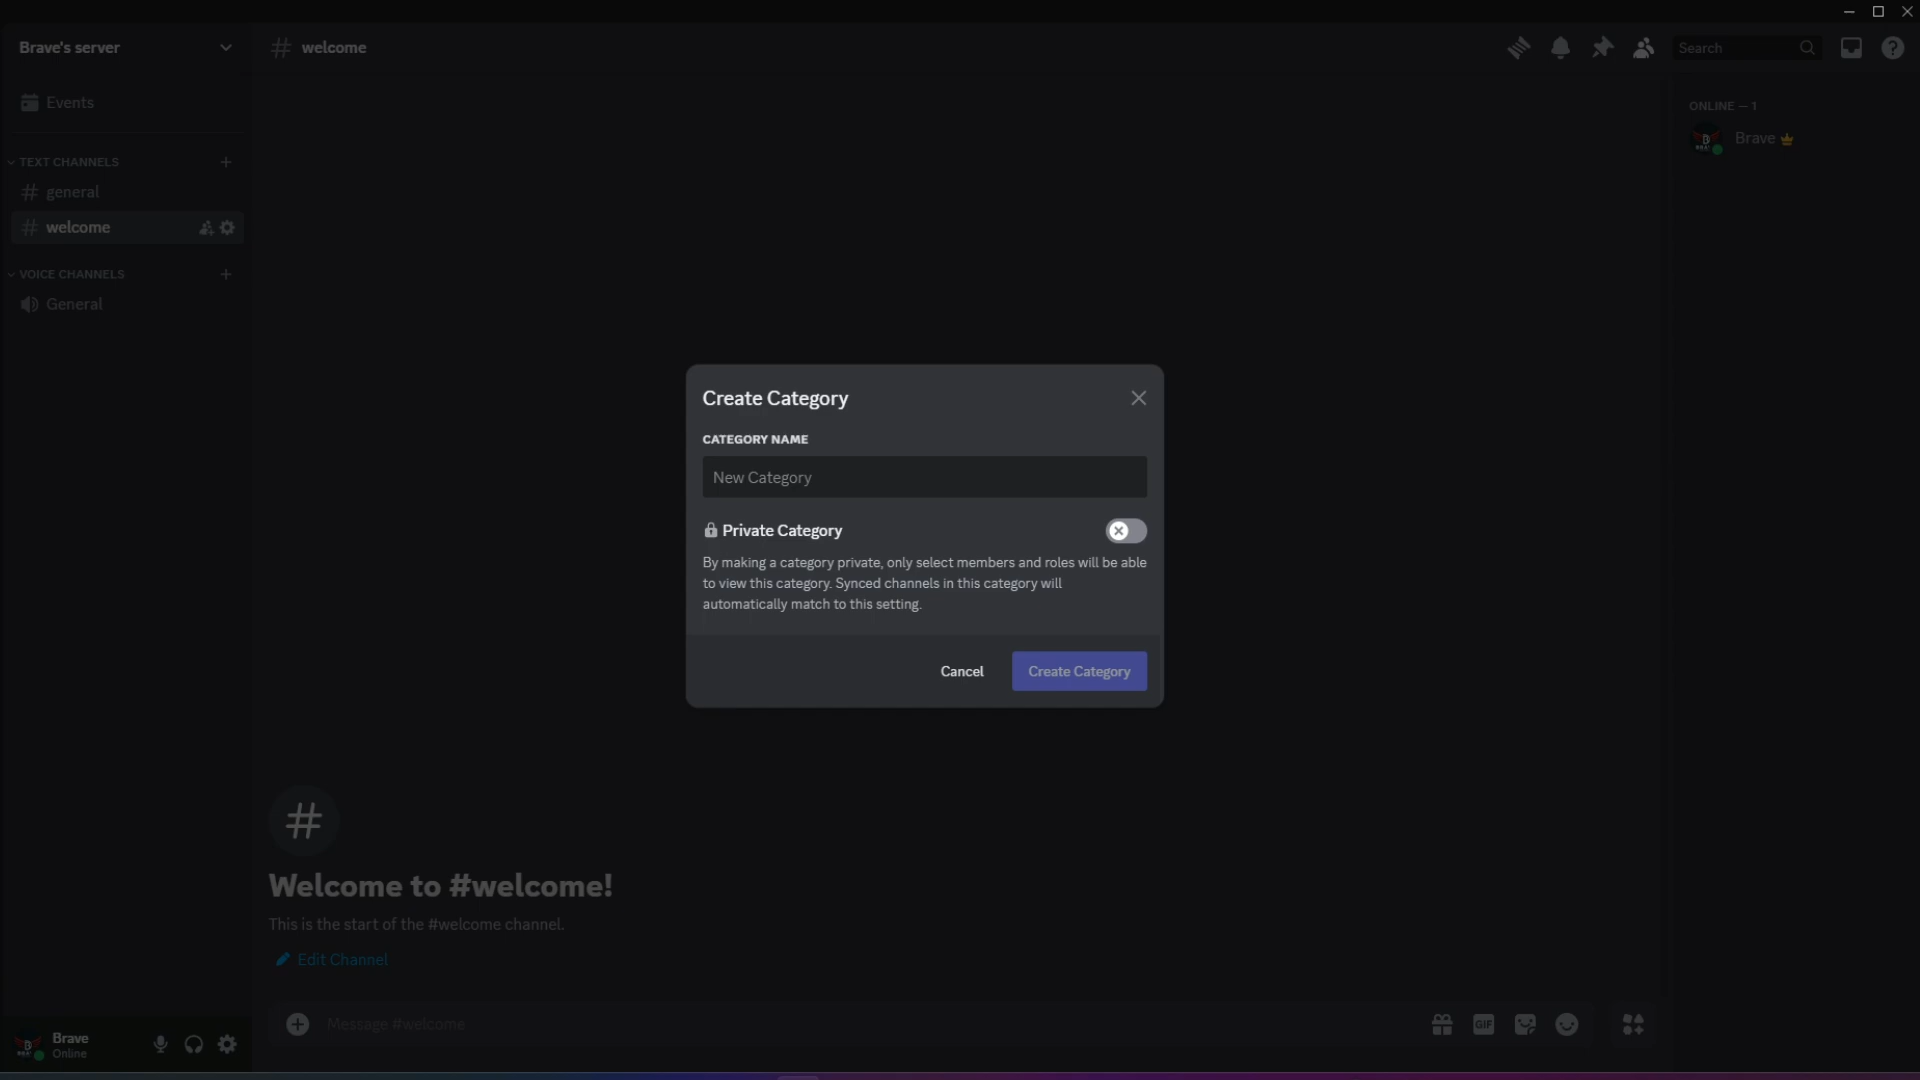 Brave's server
welcome
Search
Events
ONLINE — 1
Brave
TEXT CHANNELS
general
welcome
VOICE CHANNELS
General
Create Category
CATEGORY NAME
New Category
Private Category
By making a category private, only select members and roles will be able
to view this category. Synced channels in this category will
automatically match to this setting.
Cancel
Create Category
Welcome to #welcome!
This is the start of the #welcome channel.
Edit Channel
Message #welcome
GIF
Brave
Online